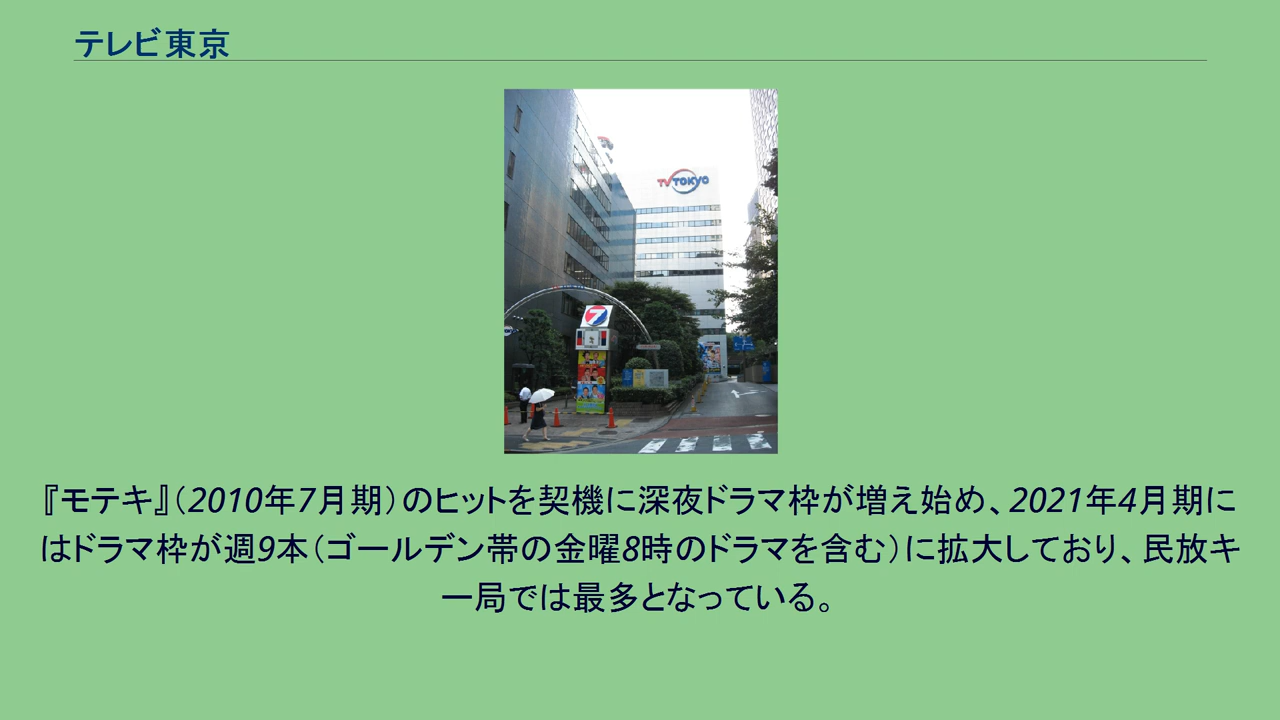 テレビ東京
TV TOKYO
7
『モテキ』（2010年7月期）のヒットを契機に深夜ドラマ枠が増え始め、2021年4月期に
はドラマ枠が週9本（ゴールデン帯の金曜8時のドラマを含む）に拡大しており、民放キ
ー局では最多となっている。